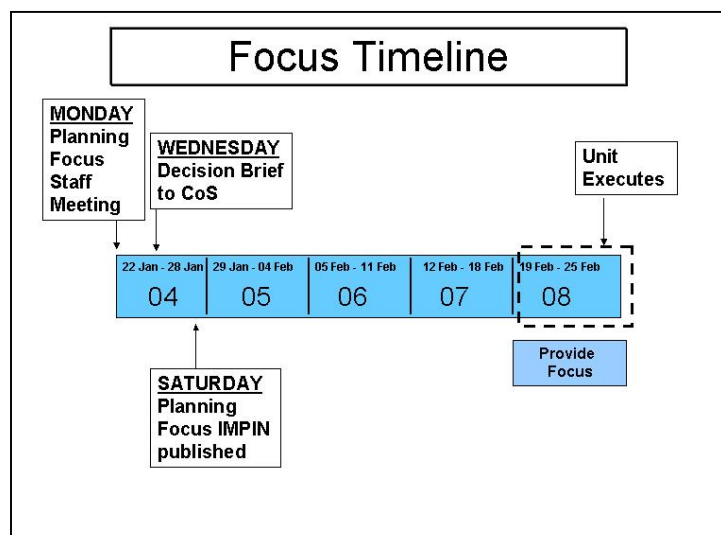 Focus Timeline
MONDAY
Planning
Focus
Staff
Meeting
WEDNESDAY
Decision Brief
to CoS
Unit
Executes
22 Jan - 28 Jan
29 Jan - 04 Feb
05 Feb - 11 Feb
12 Feb - 18 Feb
19 Feb - 25 Feb
04
05
06
07
08
Provide
Focus
SATURDAY
Planning
Focus IMPIN
published